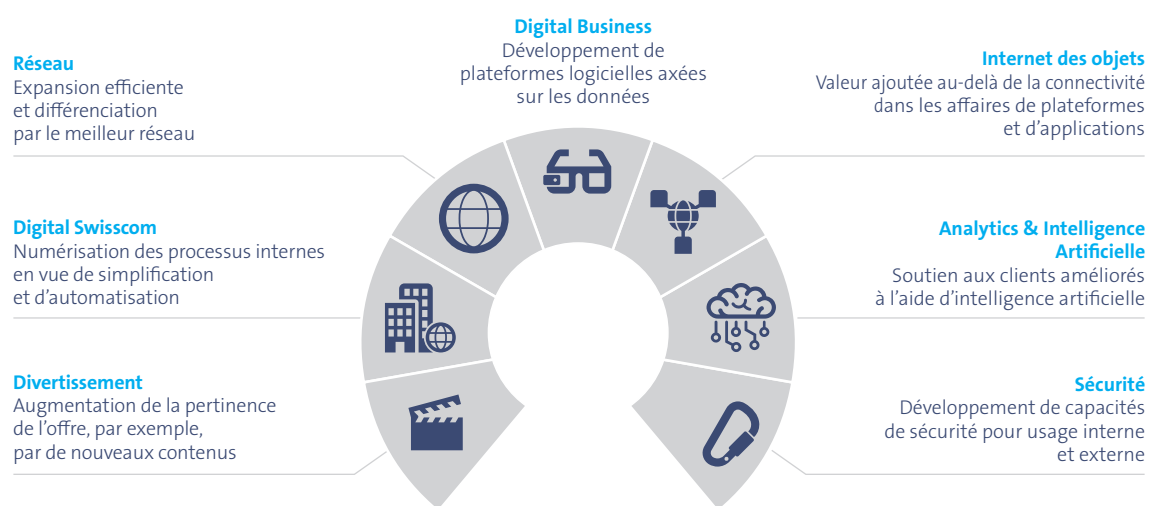 Digital Business
Développement de
plateformes logicielles axées
sur les données
Réseau
Expansion efficiente
et différenciation
par le meilleur réseau
Internet des objets
Valeur ajoutée au-delà de la connectivité
dans les affaires de plateformes
et d’applications
Digital Swisscom
Numérisation des processus internes
en vue de simplification
et d’automatisation
Analytics & Intelligence
Artificielle
Soutien aux clients améliorés
à l’aide d’intelligence artificielle
Divertissement
Augmentation de la pertinence
de l’offre, par exemple,
par de nouveaux contenus
Sécurité
Développement de capacités
de sécurité pour usage interne
et externe